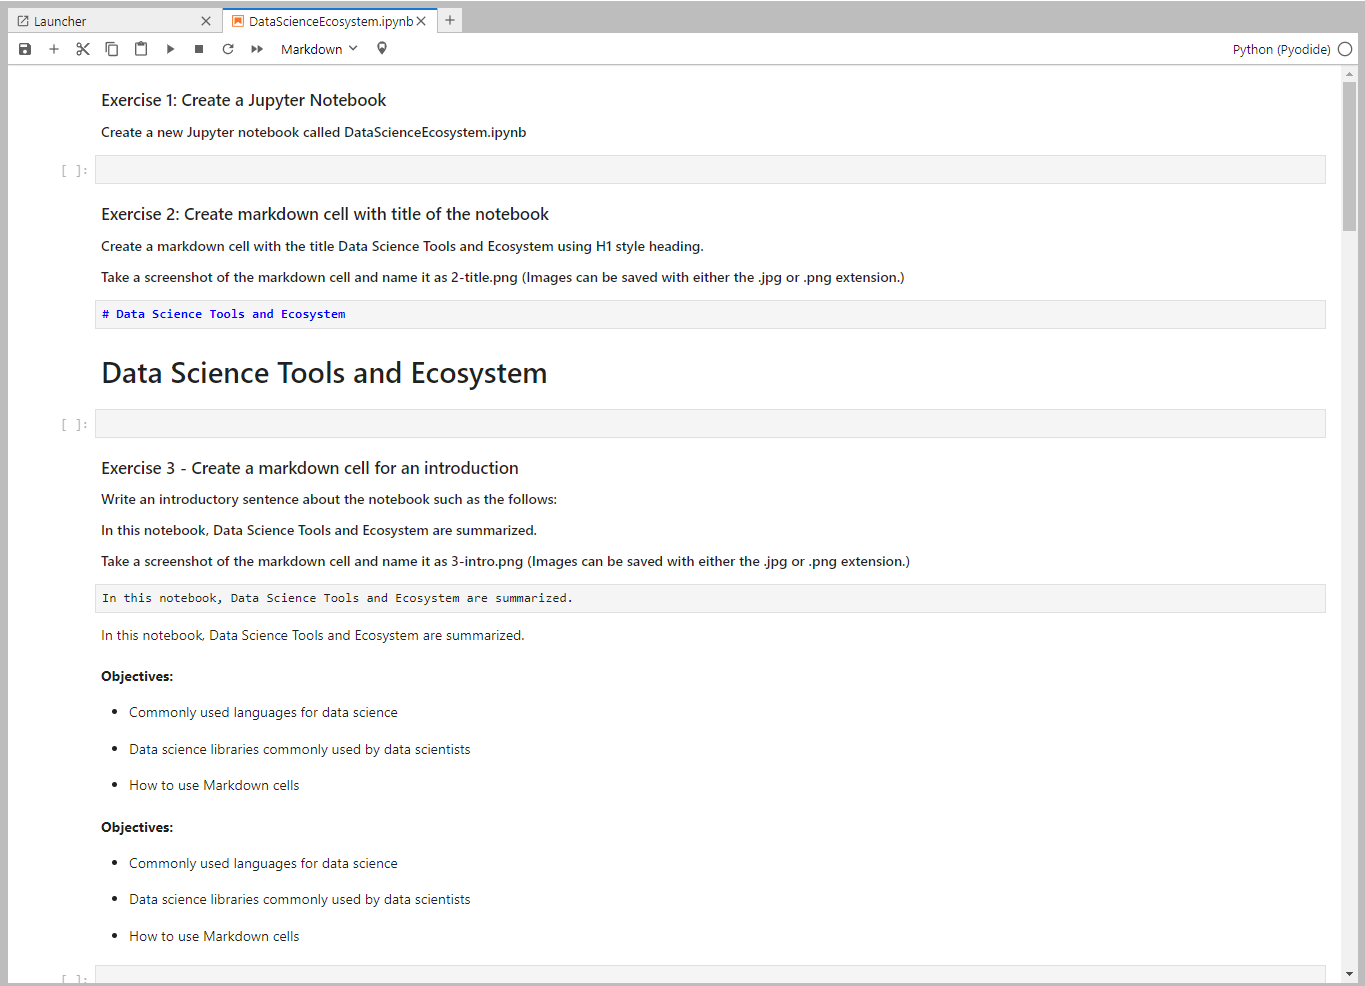 Launcher
DataScienceEcosystem.ipynb
Markdown
Python (Pyodide)
Exercise 1: Create a Jupyter Notebook
Create a new Jupyter notebook called DataScienceEcosystem.ipynb
[ ]:
Exercise 2: Create markdown cell with title of the notebook
Create a markdown cell with the title Data Science Tools and Ecosystem using H1 style heading.
Take a screenshot of the markdown cell and name it as 2-title.png (Images can be saved with either the .jpg or .png extension.)
# Data Science Tools and Ecosystem
Data Science Tools and Ecosystem
[ ]:
Exercise 3 - Create a markdown cell for an introduction
Write an introductory sentence about the notebook such as the follows:
In this notebook, Data Science Tools and Ecosystem are summarized.
Take a screenshot of the markdown cell and name it as 3-intro.png (Images can be saved with either the .jpg or .png extension.)
In this notebook, Data Science Tools and Ecosystem are summarized.
In this notebook, Data Science Tools and Ecosystem are summarized.
Objectives:
• Commonly used languages for data science
• Data science libraries commonly used by data scientists
• How to use Markdown cells
Objectives:
• Commonly used languages for data science
• Data science libraries commonly used by data scientists
• How to use Markdown cells
[ ]: